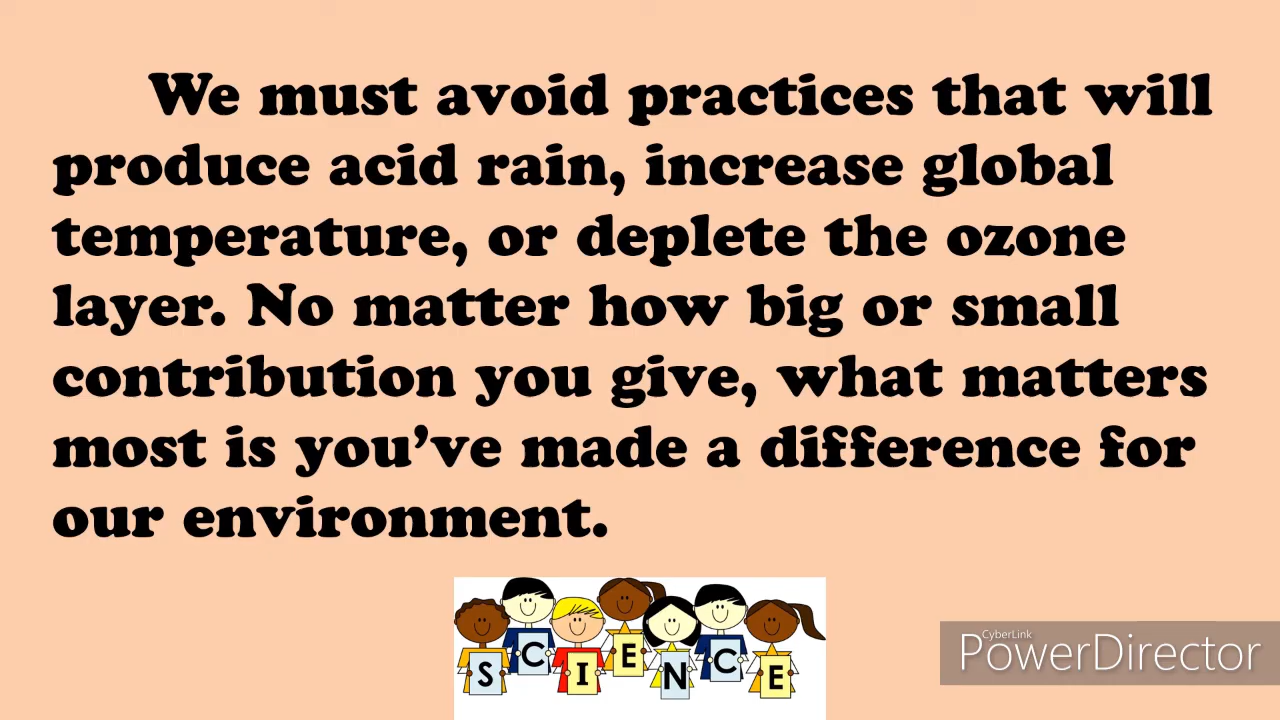 We must avoid practices that will
produce acid rain, increase global
temperature, or deplete the ozone
layer. No matter how big or small
contribution you give, what matters
most is you’ve made a difference for
our environment.
SCIENCE
CyberLink
PowerDirector